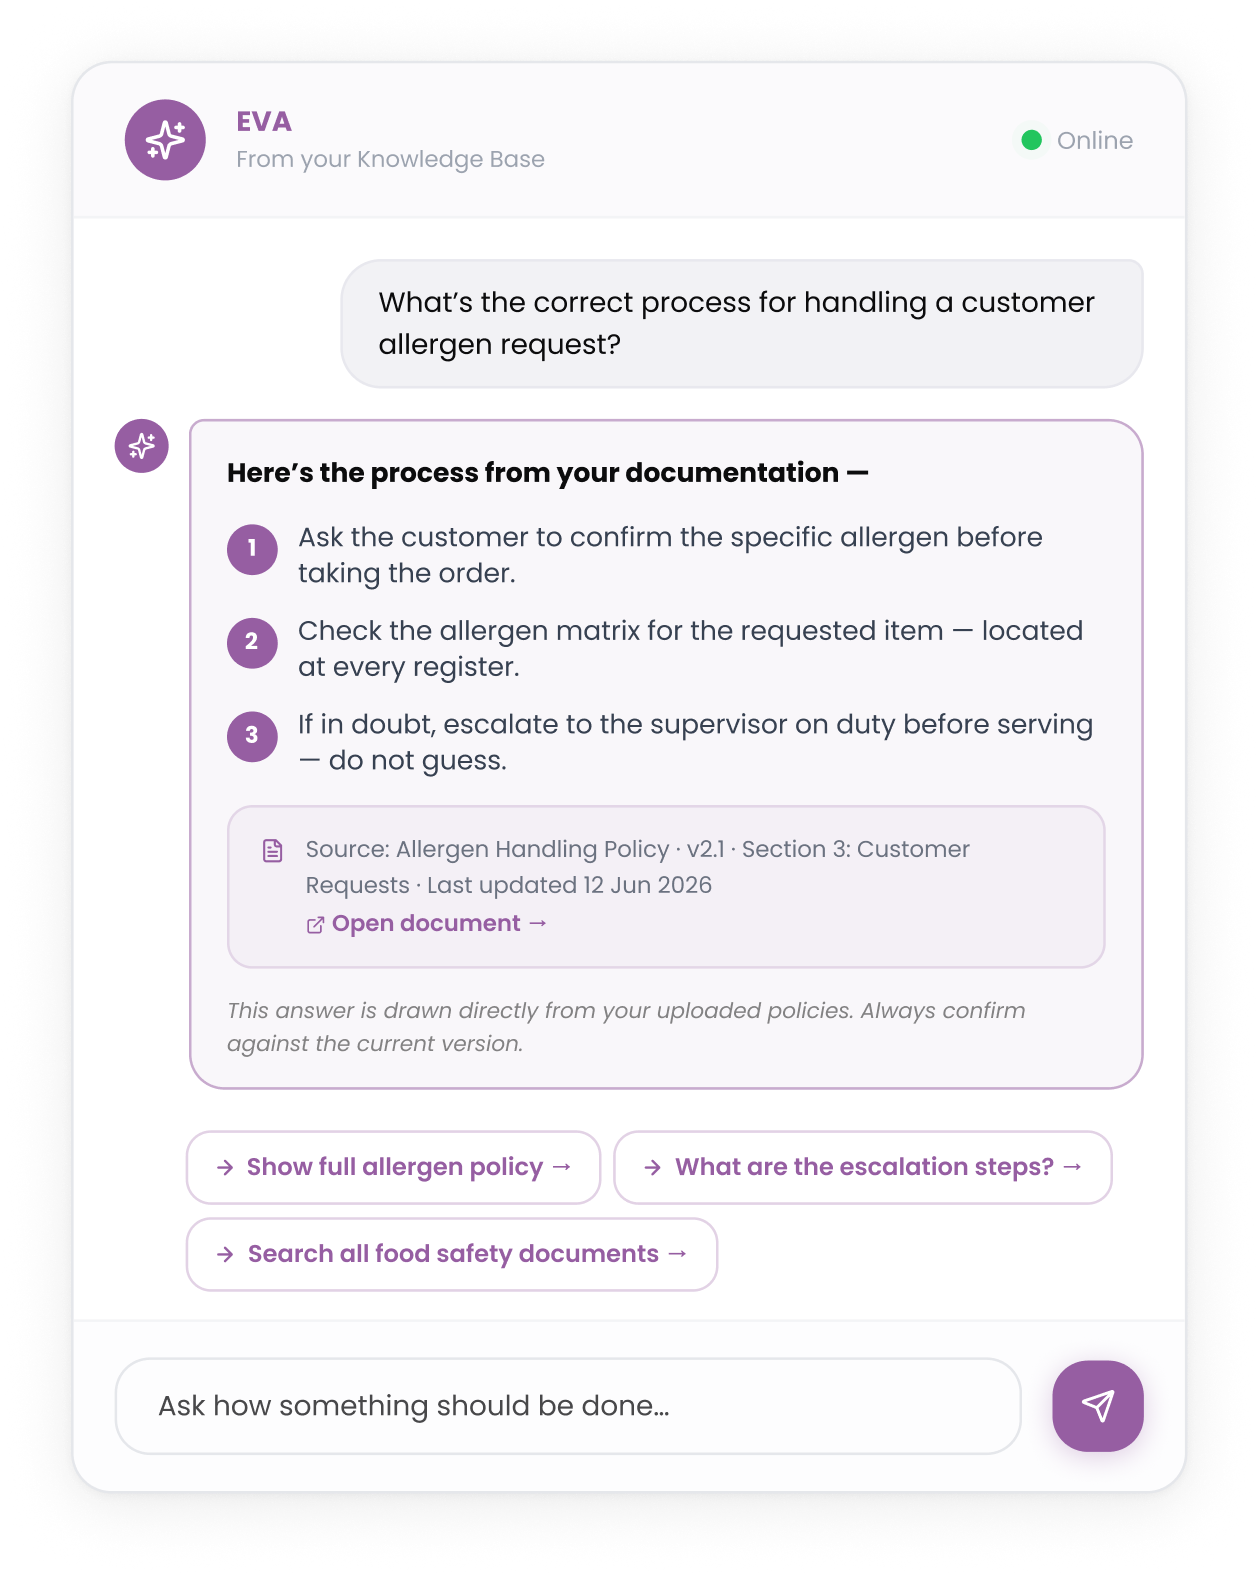 EVA
From your Knowledge Base
Online
What’s the correct process for handling a customer
allergen request?
Here’s the process from your documentation —
1 Ask the customer to confirm the specific allergen before
taking the order.
2 Check the allergen matrix for the requested item — located
at every register.
3 If in doubt, escalate to the supervisor on duty before serving
— do not guess.
Source: Allergen Handling Policy · v2.1 · Section 3: Customer
Requests · Last updated 12 Jun 2026
Open document →
This answer is drawn directly from your uploaded policies. Always confirm
against the current version.
→ Show full allergen policy →
→ What are the escalation steps? →
→ Search all food safety documents →
Ask how something should be done…